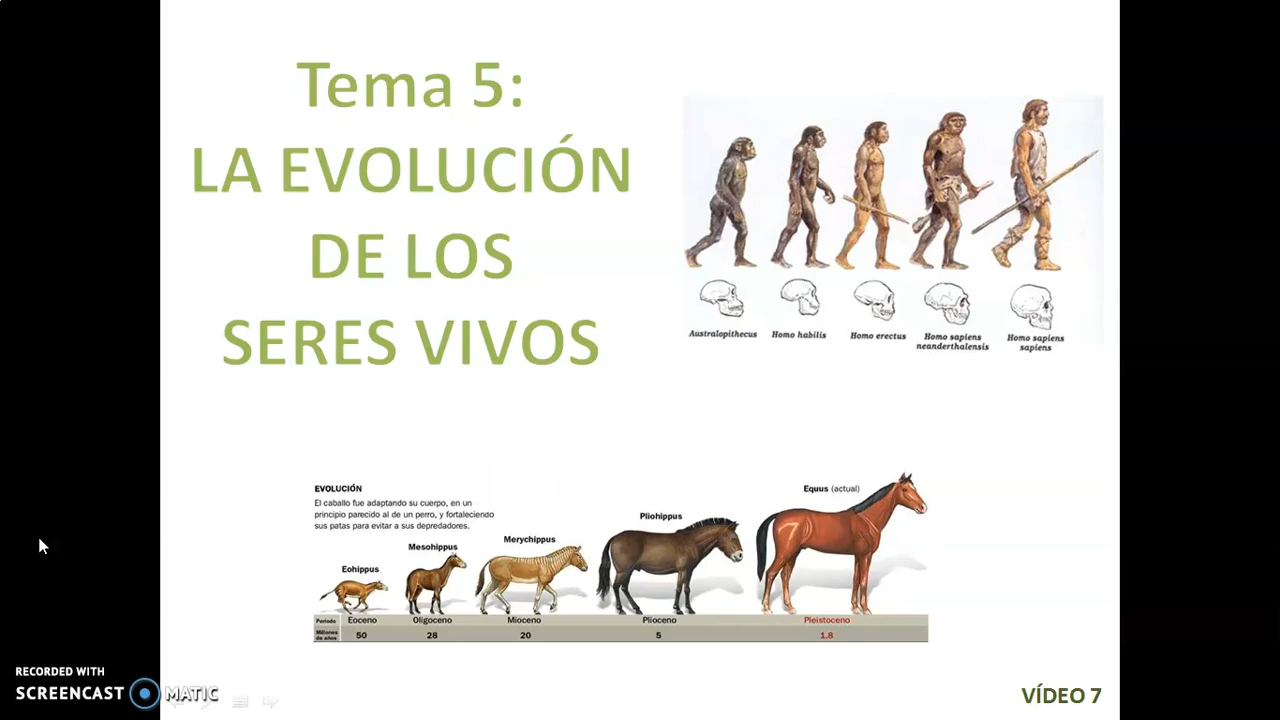 Tema 5:
LA EVOLUCIÓN
DE LOS
SERES VIVOS
Australopithecus
Homo habilis
Homo erectus
Homo sapiens
neanderthalensis
Homo sapiens
sapiens
EVOLUCIÓN
El caballo fue adaptando su cuerpo, en un
principio parecido al de un perro, y fortaleciendo
sus patas para evitar a sus depredadores.
Eohippus
Mesohippus
Merychippus
Pliohippus
Equus (actual)
Período Eoceno Oligoceno Mioceno Plioceno Pleistoceno
Millones
de años 50 28 20 5 1.8
RECORDED WITH
SCREENCAST MATIC
VÍDEO 7